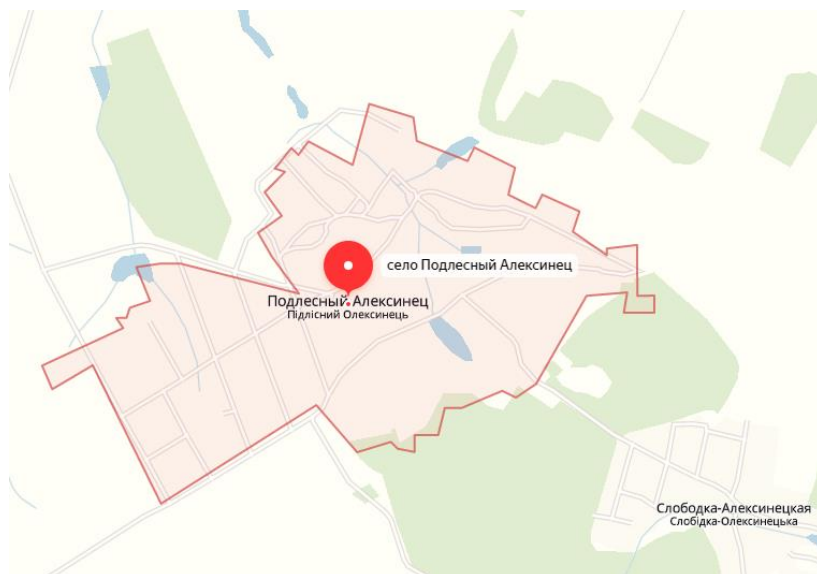 село Подлесный Алексинец
Подлесный Алексинец
Підлісний Олексинець
Слободка-Алексинецкая
Слобідка-Олексинецька